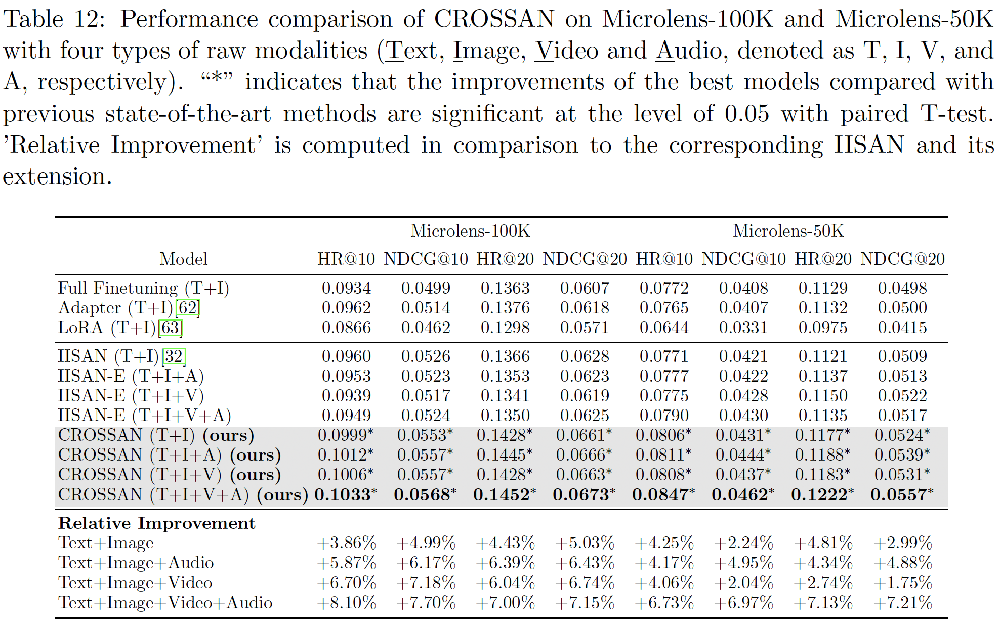 Table 12: Performance comparison of CROSSAN on Microlens-100K and Microlens-50K
with four types of raw modalities (Text, Image, Video and Audio, denoted as T, I, V, and
A, respectively). “*” indicates that the improvements of the best models compared with
previous state-of-the-art methods are significant at the level of 0.05 with paired T-test.
’Relative Improvement’ is computed in comparison to the corresponding IISAN and its
extension.
Microlens-100K Microlens-50K
Model HR@10 NDCG@10 HR@20 NDCG@20 HR@10 NDCG@10 HR@20 NDCG@20
Full Finetuning (T+I) 0.0934 0.0499 0.1363 0.0607 0.0772 0.0408 0.1129 0.0498
Adapter (T+I)[62] 0.0962 0.0514 0.1376 0.0618 0.0765 0.0407 0.1132 0.0500
LoRA (T+I)[63] 0.0866 0.0462 0.1298 0.0571 0.0644 0.0331 0.0975 0.0415
IISAN (T+I)[32] 0.0960 0.0526 0.1366 0.0628 0.0771 0.0421 0.1121 0.0509
IISAN-E (T+I+A) 0.0953 0.0523 0.1353 0.0623 0.0777 0.0422 0.1137 0.0513
IISAN-E (T+I+V) 0.0939 0.0517 0.1341 0.0619 0.0775 0.0428 0.1150 0.0522
IISAN-E (T+I+V+A) 0.0949 0.0524 0.1350 0.0625 0.0790 0.0430 0.1135 0.0517
CROSSAN (T+I) (ours) 0.0999* 0.0553* 0.1428* 0.0661* 0.0806* 0.0431* 0.1177* 0.0524*
CROSSAN (T+I+A) (ours) 0.1012* 0.0557* 0.1445* 0.0666* 0.0811* 0.0444* 0.1188* 0.0539*
CROSSAN (T+I+V) (ours) 0.1006* 0.0557* 0.1428* 0.0663* 0.0808* 0.0437* 0.1183* 0.0531*
CROSSAN (T+I+V+A) (ours) 0.1033* 0.0568* 0.1452* 0.0673* 0.0847* 0.0462* 0.1222* 0.0557*
Relative Improvement
Text+Image +3.86% +4.99% +4.43% +5.03% +4.25% +2.24% +4.81% +2.99%
Text+Image+Audio +5.87% +6.17% +6.39% +6.43% +4.17% +4.95% +4.34% +4.88%
Text+Image+Video +6.70% +7.18% +6.04% +6.74% +4.06% +2.04% +2.74% +1.75%
Text+Image+Video+Audio +8.10% +7.70% +7.00% +7.15% +6.73% +6.97% +7.13% +7.21%